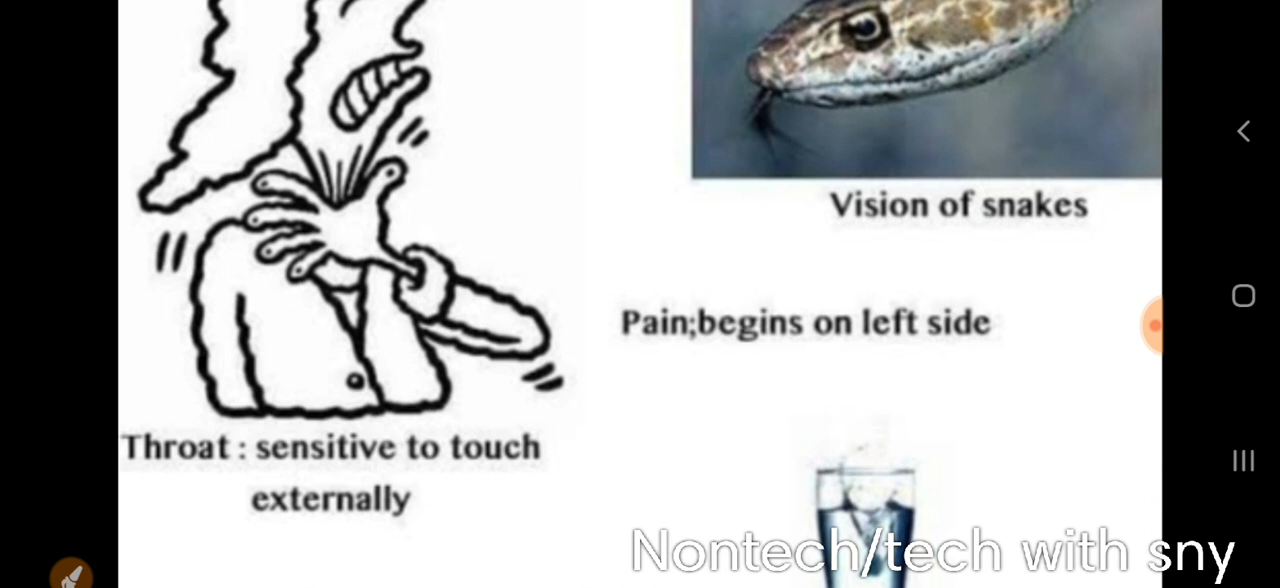 Vision of snakes
Pain;begins on left side
Throat : sensitive to touch
externally
Nontech/tech with sny